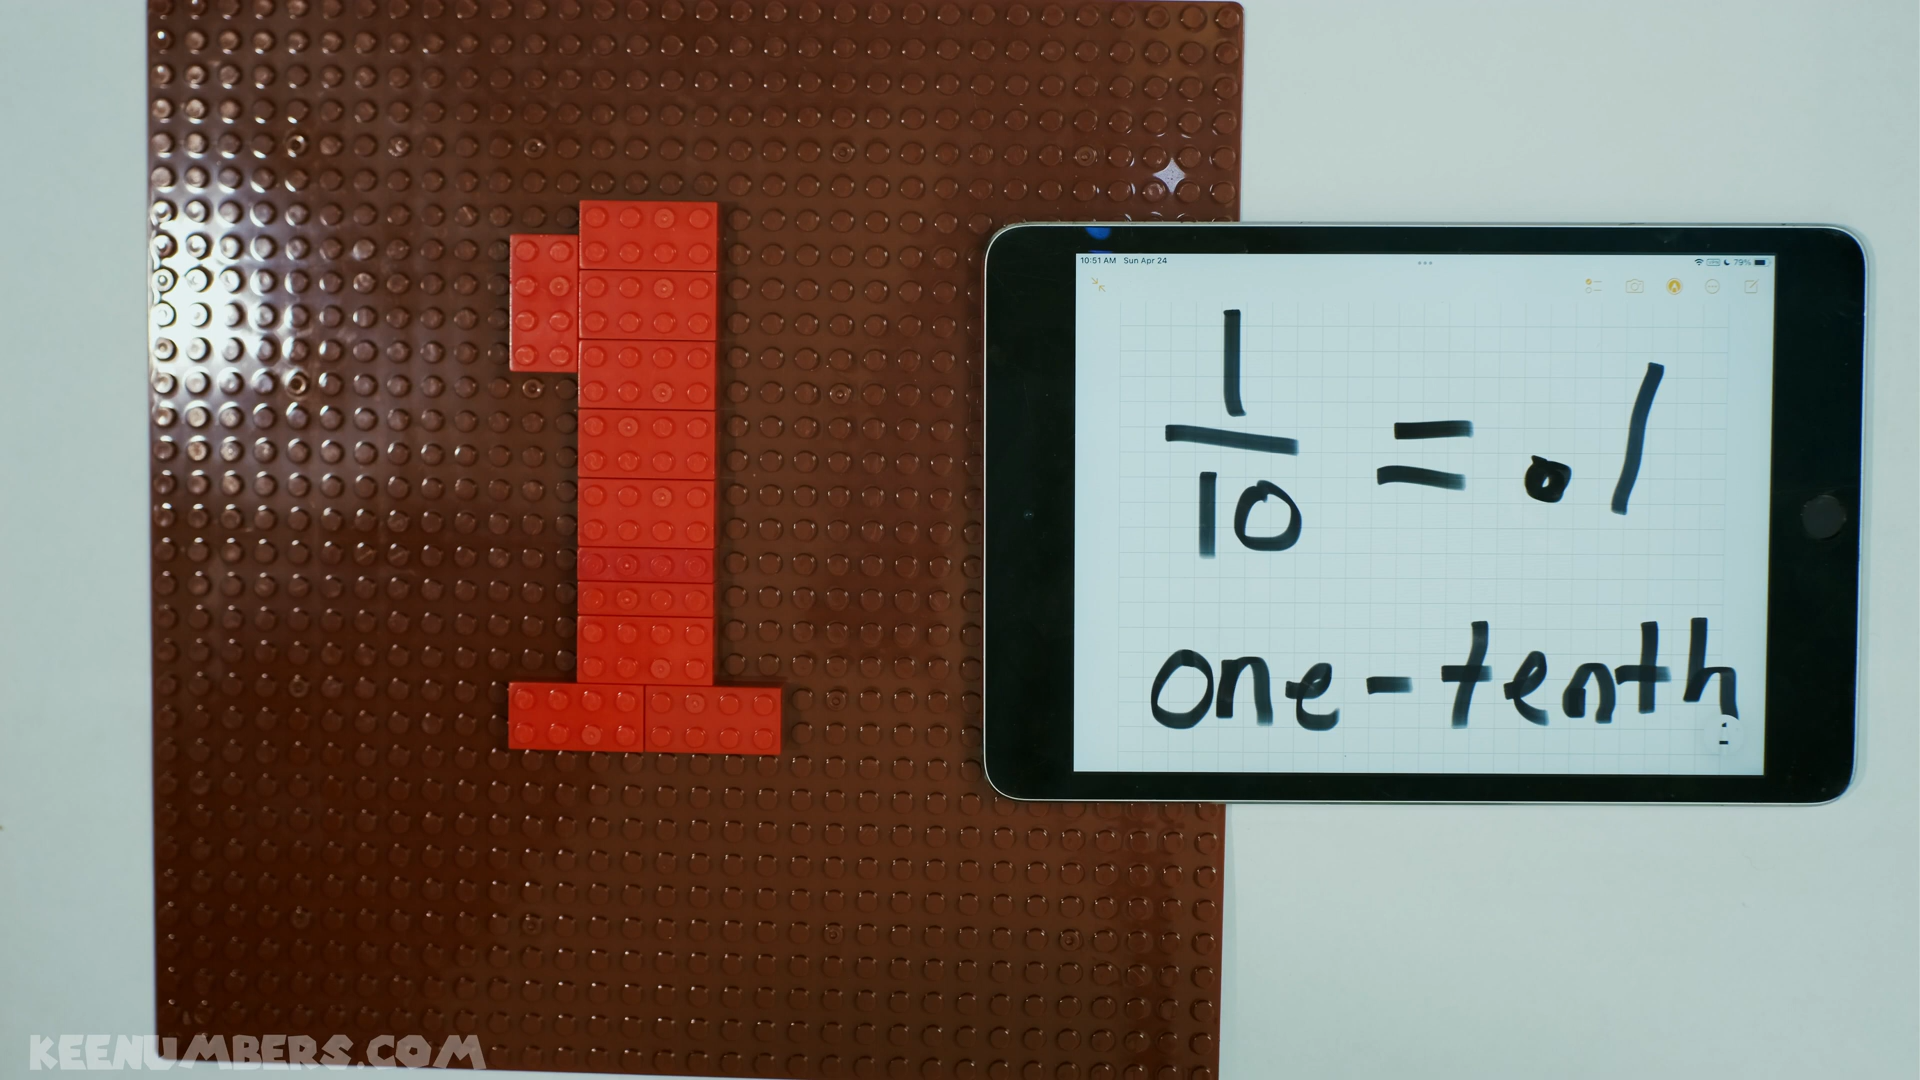 1
10:51 AM Sun Apr 24
79%
1
10
= .1
one-tenth
KEENUMBERS.COM